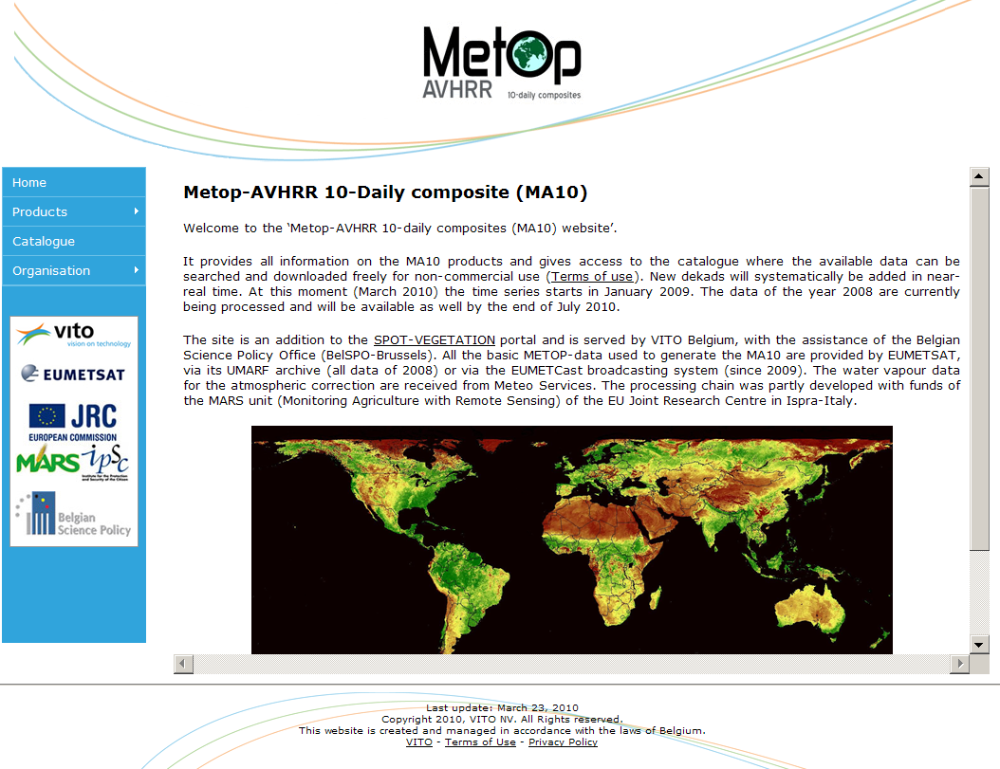 MetOp
AVHRR 10-daily composites
Home
Products
Catalogue
Organisation
vito
vision on technology
EUMETSAT
JRC
EUROPEAN COMMISSION
MARS ipsc
Institute for the Protection
and Security of the Citizen
Belgian
Science Policy
Metop-AVHRR 10-Daily composite (MA10)
Welcome to the ‘Metop-AVHRR 10-daily composites (MA10) website’.
It provides all information on the MA10 products and gives access to the catalogue where the available data can be
searched and downloaded freely for non-commercial use (Terms of use). New dekads will systematically be added in near-
real time. At this moment (March 2010) the time series starts in January 2009. The data of the year 2008 are currently
being processed and will be available as well by the end of July 2010.
The site is an addition to the SPOT-VEGETATION portal and is served by VITO Belgium, with the assistance of the Belgian
Science Policy Office (BelSPO-Brussels). All the basic METOP-data used to generate the MA10 are provided by EUMETSAT,
via its UMARF archive (all data of 2008) or via the EUMETCast broadcasting system (since 2009). The water vapour data
for the atmospheric correction are received from Meteo Services. The processing chain was partly developed with funds of
the MARS unit (Monitoring Agriculture with Remote Sensing) of the EU Joint Research Centre in Ispra-Italy.
Last update: March 23, 2010
Copyright 2010, VITO NV. All Rights reserved.
This website is created and managed in accordance with the laws of Belgium.
VITO - Terms of Use - Privacy Policy